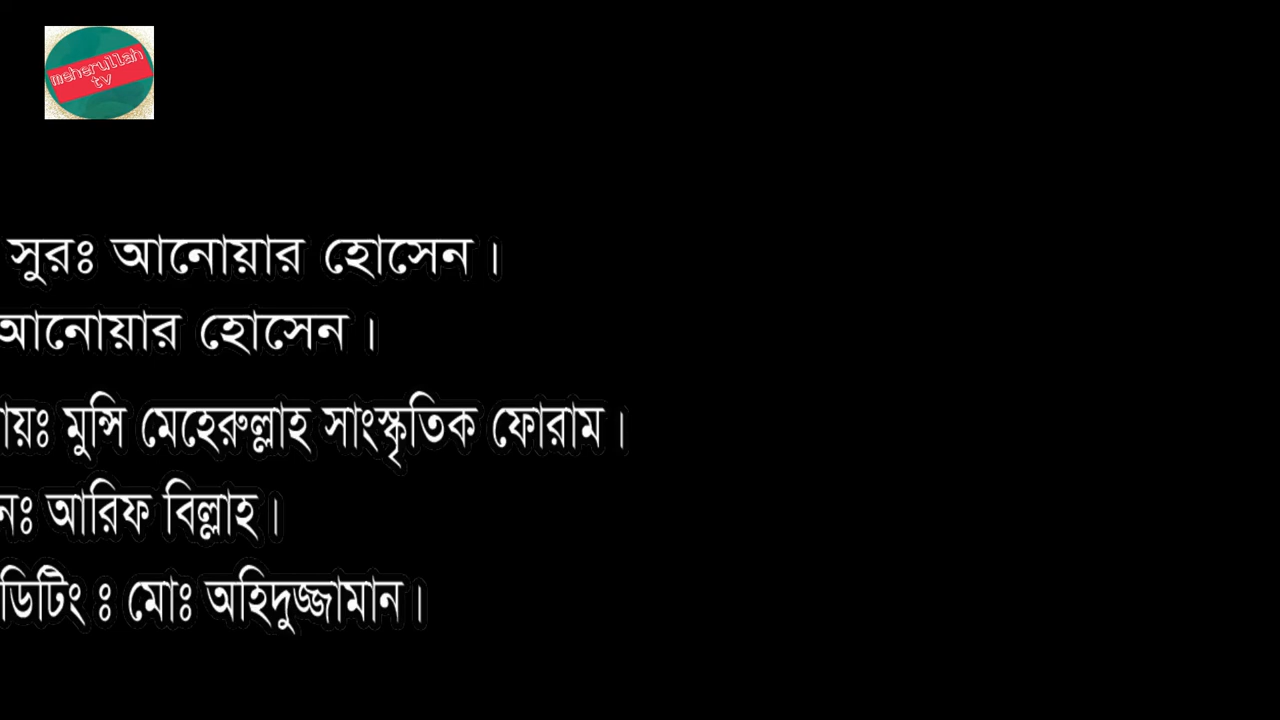 meherullah
tv
সুরঃ আনোয়ার হোসেন।
আনোয়ার হোসেন।
মুন্সি মেহেরুল্লাহ সাংস্কৃতিক ফোরাম।
আরিফ বিল্লাহ।
ডিটিং ঃ মোঃ অহিদুজ্জামান।